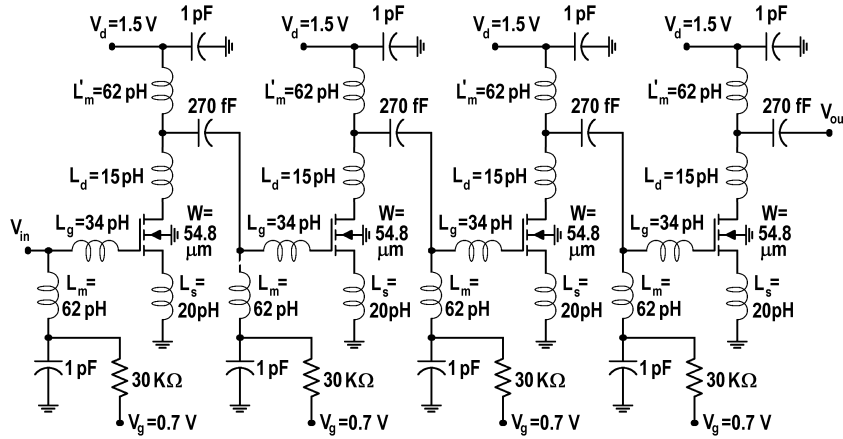 1 pF 1 pF 1 pF 1 pF
V_d=1.5 V V_d=1.5 V V_d=1.5 V V_d=1.5 V
L'_m=62 pH L'_m=62 pH L'_m=62 pH L'_m=62 pH
270 fF 270 fF 270 fF 270 fF
V_ou
L_d=15 pH L_d=15 pH L_d=15 pH L_d=15 pH
V_in L_g=34 pH W= L_g=34 pH W= L_g=34 pH W= L_g=34 pH W=
54.8 54.8 54.8 54.8
μm μm μm μm
L_m= L_s= L_m= L_s= L_m= L_s= L_m= L_s=
62 pH 20pH 62 pH 20pH 62 pH 20pH 62 pH 20pH
1 pF 30 KΩ 1 pF 30 KΩ 1 pF 30 KΩ 1 pF 30 KΩ
V_g=0.7 V V_g=0.7 V V_g=0.7 V V_g=0.7 V